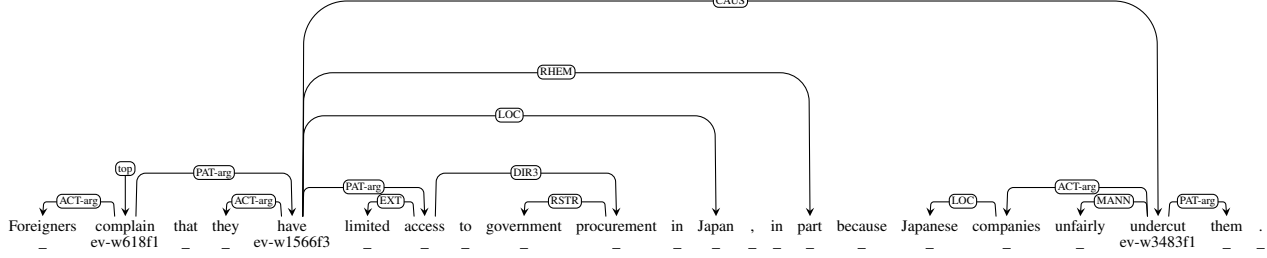 CAUS
RHEM
LOC
top PAT-arg DIR3
PAT-arg ACT-arg
ACT-arg ACT-arg EXT RSTR LOC MANN PAT-arg
Foreigners complain that they have limited access to government procurement in Japan , in part because Japanese companies unfairly undercut them .
_ ev-w618f1 _ _ ev-w1566f3 _ _ _ _ _ _ _ _ _ _ _ _ _ _ ev-w3483f1 _ _